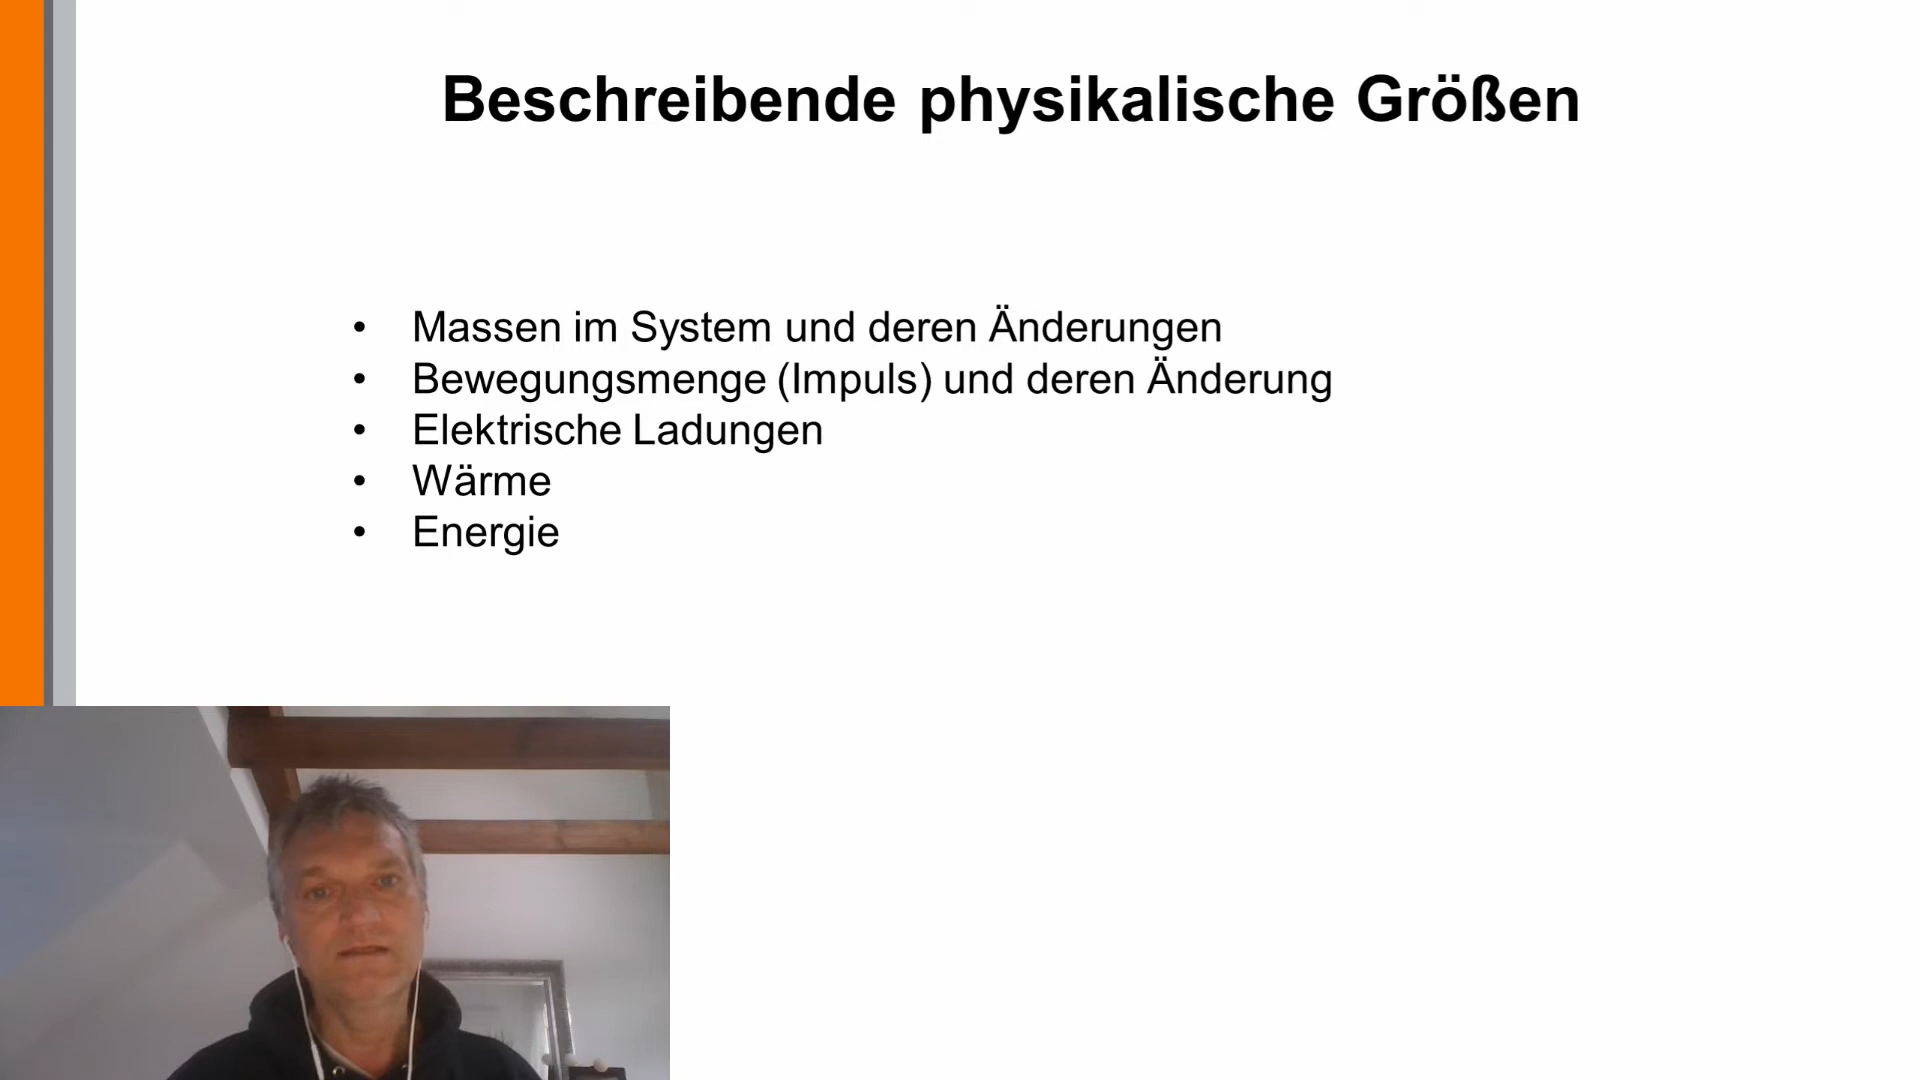 Beschreibende physikalische Größen
• Massen im System und deren Änderungen
• Bewegungsmenge (Impuls) und deren Änderung
• Elektrische Ladungen
• Wärme
• Energie